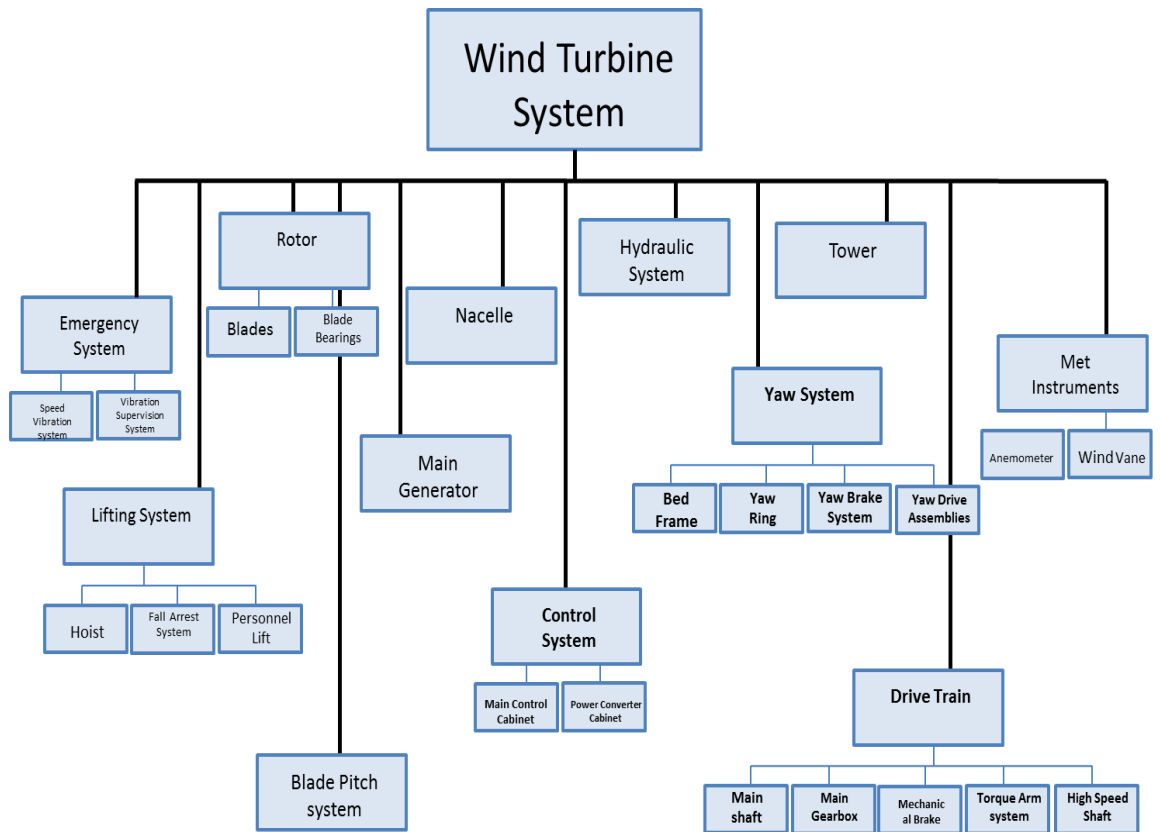 Wind Turbine
System
Rotor
Hydraulic
System
Tower
Emergency
System
Blades
Blade
Bearings
Nacelle
Met
Instruments
Speed
Vibration
system
Vibration
Supervision
System
Yaw System
Anemometer
Wind Vane
Main
Generator
Lifting System
Bed
Frame
Yaw
Ring
Yaw Brake
System
Yaw Drive
Assemblies
Hoist
Fall Arrest
System
Personnel
Lift
Control
System
Main Control
Cabinet
Power Converter
Cabinet
Drive Train
Blade Pitch
system
Main
shaft
Main
Gearbox
Mechanic
al Brake
Torque Arm
system
High Speed
Shaft